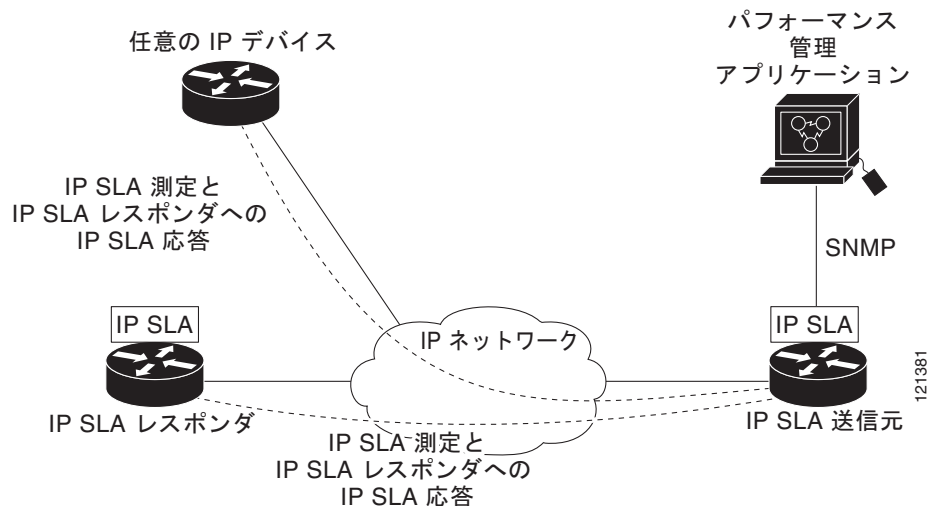 任意の IP デバイス
パフォーマンス
管理
アプリケーション
IP SLA 測定と
IP SLA レスポンダへの
IP SLA 応答
SNMP
IP SLA
IP ネットワーク
IP SLA
121381
IP SLA レスポンダ
IP SLA 送信元
IP SLA 測定と
IP SLA レスポンダへの
IP SLA 応答